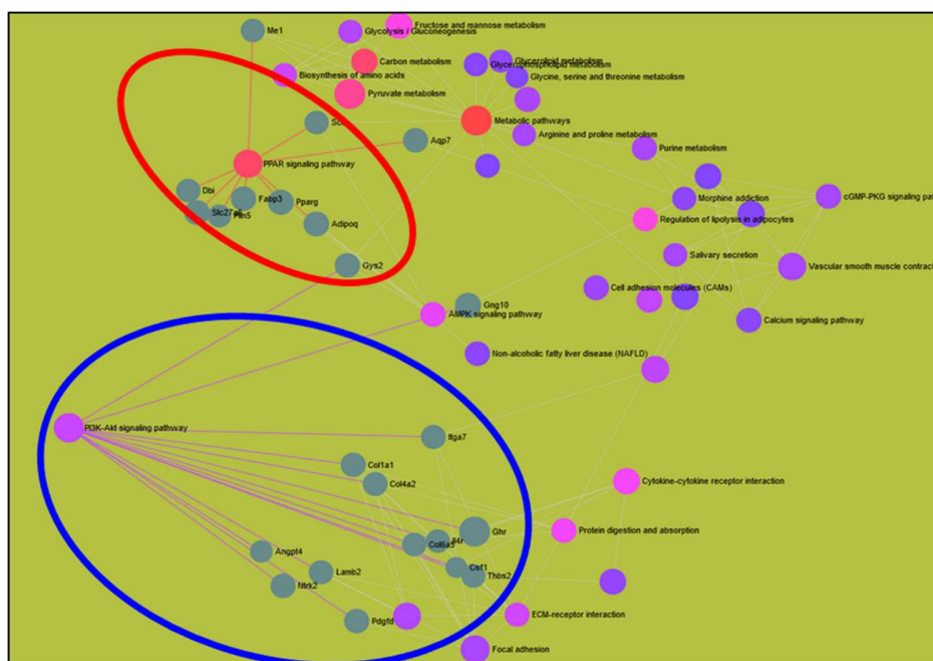 Me1
Fructose and mannose metabolism
Glycolysis / Gluconeogenesis
Carbon metabolism
Glycerolipid metabolism
Glycerophospholipid metabolism
Biosynthesis of amino acids
Glycine, serine and threonine metabolism
Pyruvate metabolism
Metabolic pathways
Arginine and proline metabolism
Aqp7
Purine metabolism
PPAR signaling pathway
Dbi
Fabp3
Pparg
Morphine addiction
Adipoq
Regulation of lipolysis in adipocytes
Salivary secretion
Gys2
Vascular smooth muscle contract
Cell adhesion molecules (CAMs)
Gng10
AMPK signaling pathway
Calcium signaling pathway
Non-alcoholic fatty liver disease (NAFLD)
PI3K-Akt signaling pathway
Itga7
Col1a1
Col4a2
Cytokine-cytokine receptor interaction
Ghr
Protein digestion and absorption
Il4r
Angpt4
Csf1
Lamb2
Thbs2
Ntrk2
Pdgfd
ECM-receptor interaction
Focal adhesion